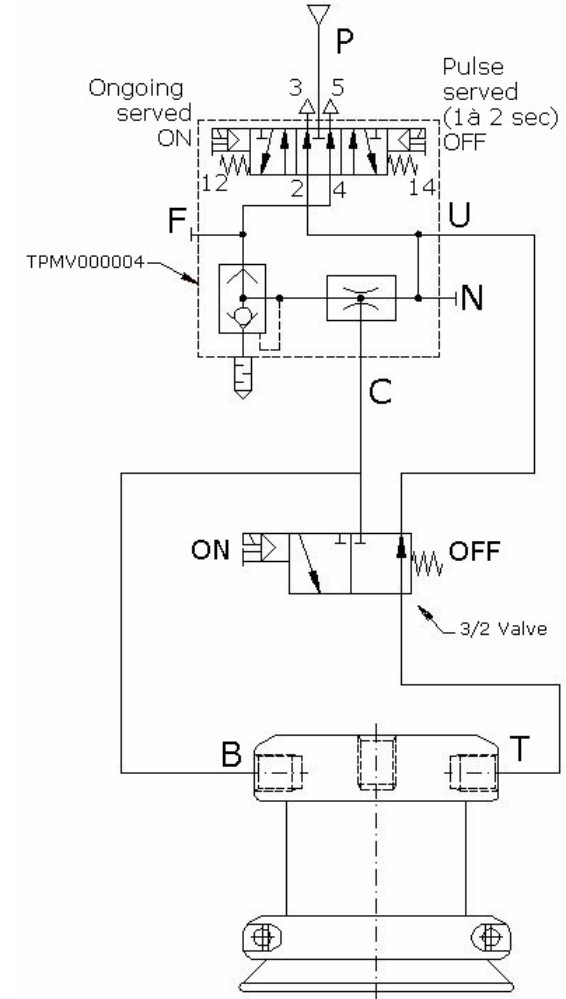 P
3 5
Ongoing
served
ON
Pulse
served
(1à 2 sec)
OFF
12
2
4
14
F
U
TPMV000004
N
C
ON
OFF
3/2 Valve
B
T